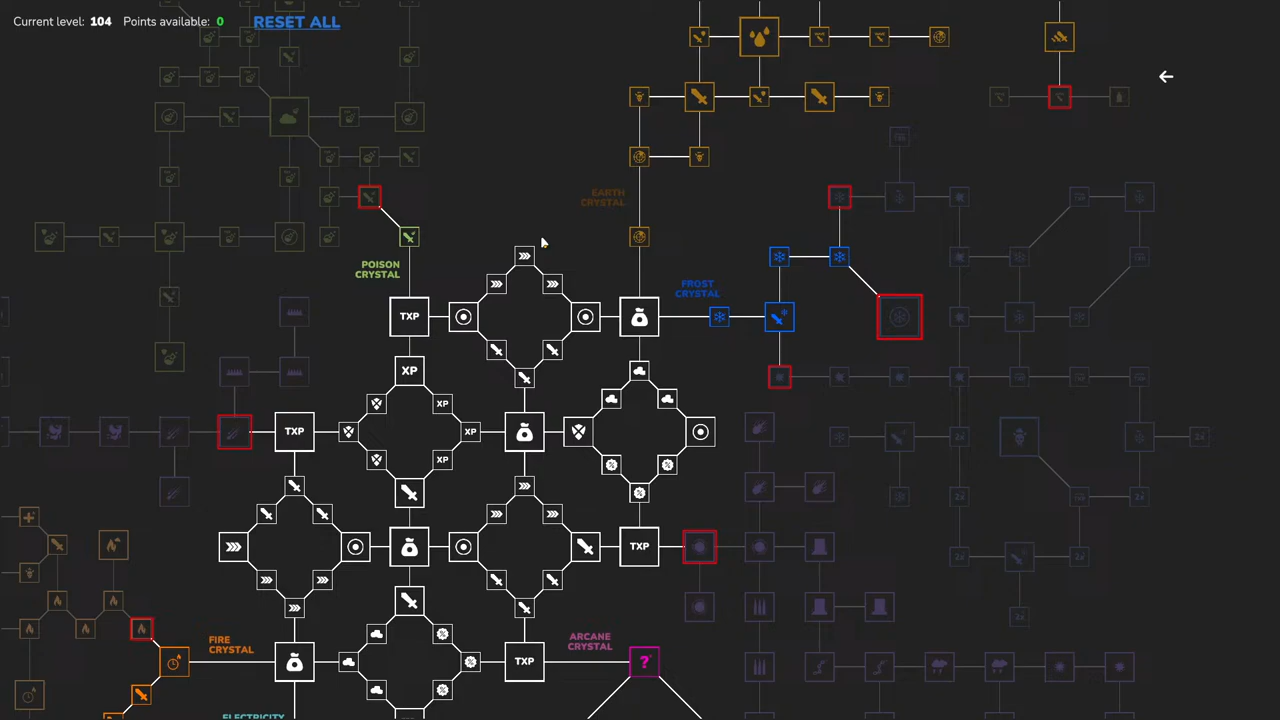 Current level: 104 Points available: 0 RESET ALL
EARTH
CRYSTAL
POISON
CRYSTAL
FROST
CRYSTAL
TXP
XP
XP
TXP
XP
XP
TXP
FIRE
CRYSTAL
ARCANE
CRYSTAL
TXP
?
ELECTRICITY